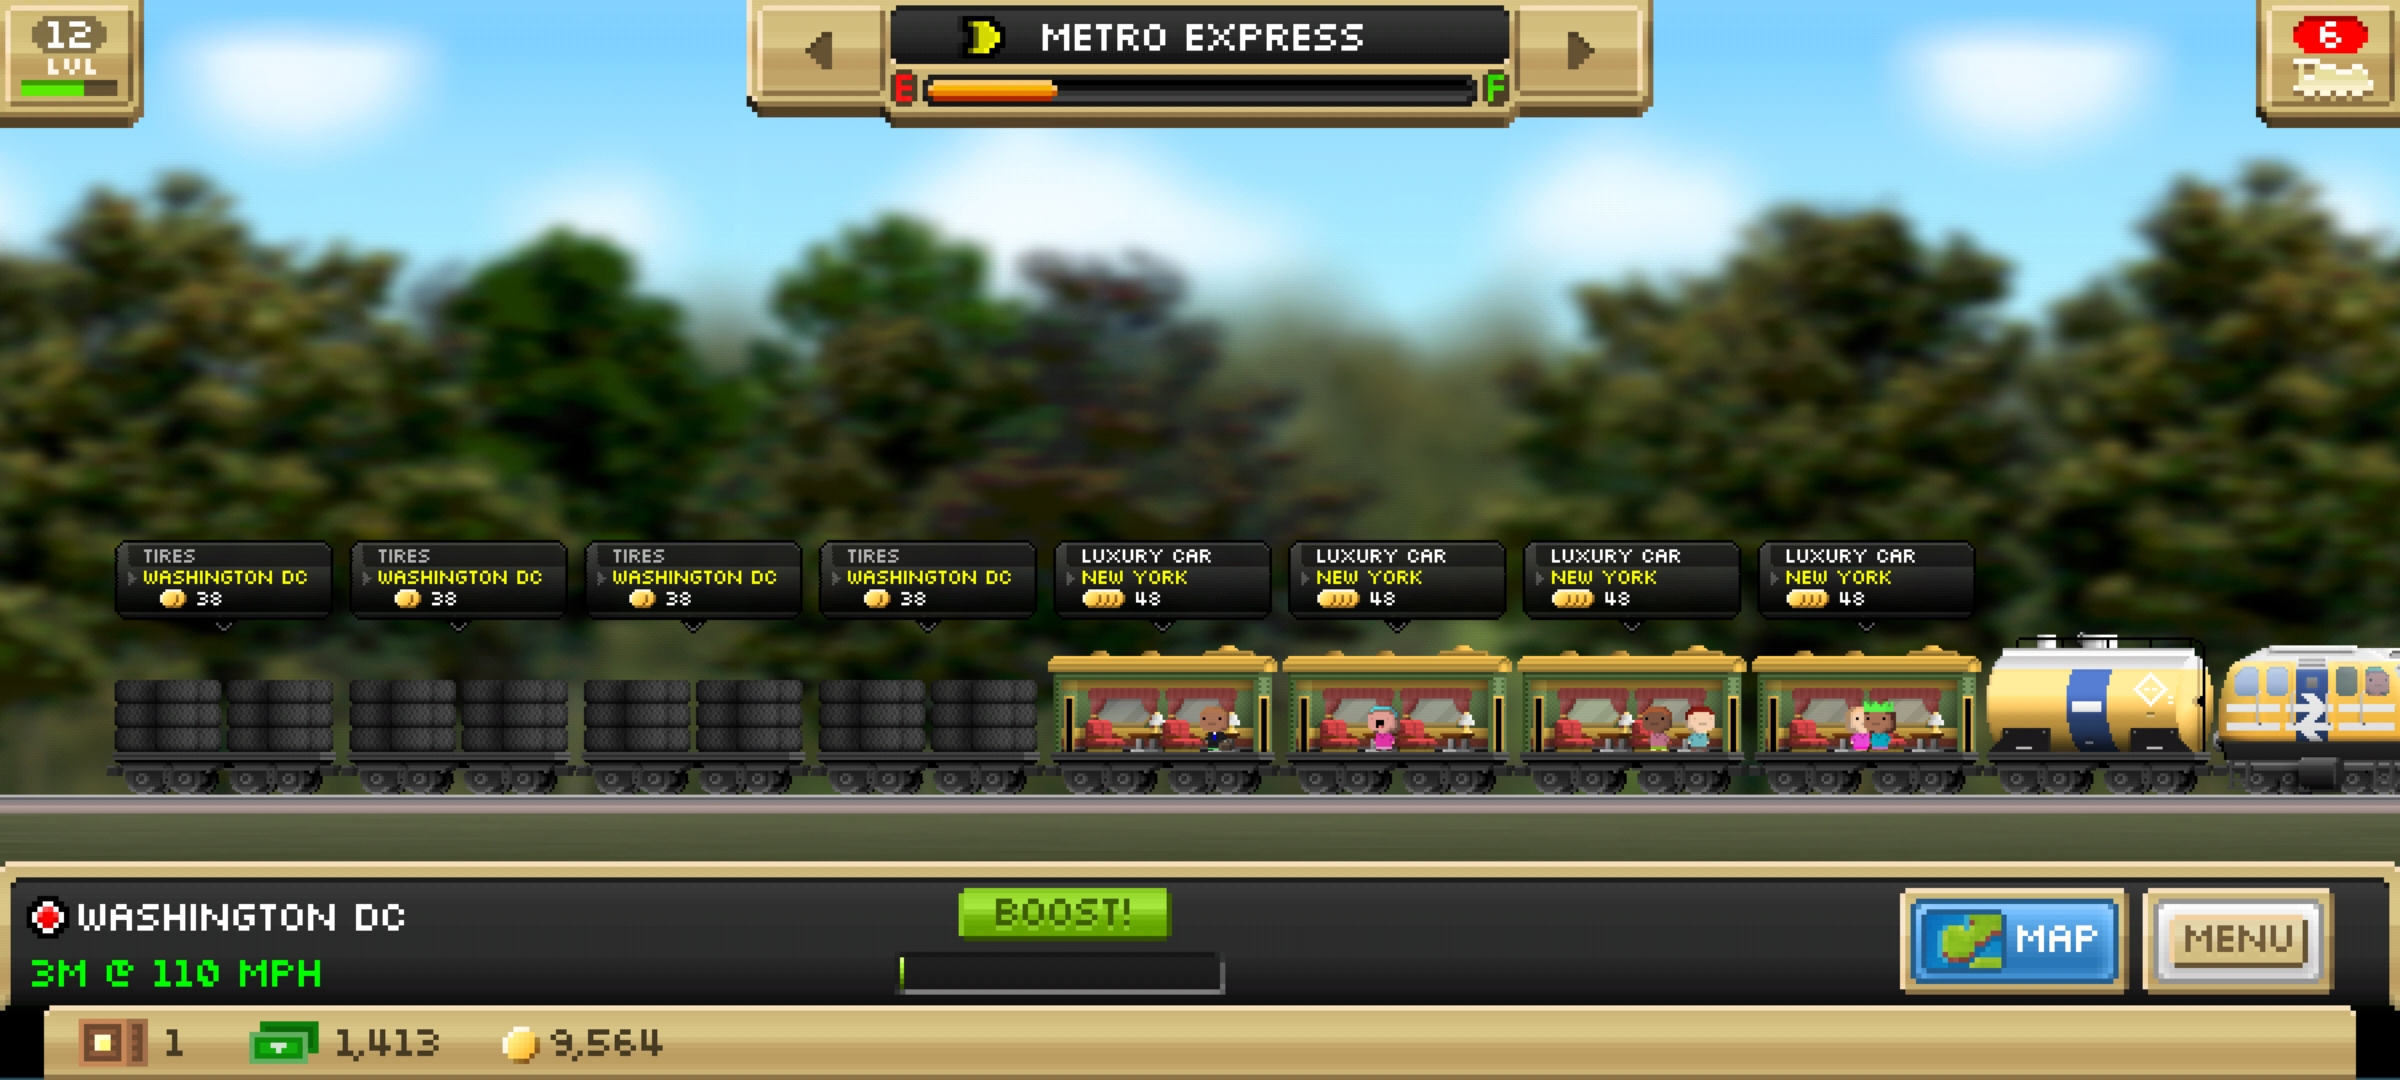 12
LVL
METRO EXPRESS
E F
6
TIRES
WASHINGTON DC
38
TIRES
WASHINGTON DC
38
TIRES
WASHINGTON DC
38
TIRES
WASHINGTON DC
38
LUXURY CAR
NEW YORK
48
LUXURY CAR
NEW YORK
48
LUXURY CAR
NEW YORK
48
LUXURY CAR
NEW YORK
48
WASHINGTON DC
3M @ 110 MPH
BOOST!
MAP
MENU
1 1,413 9,564